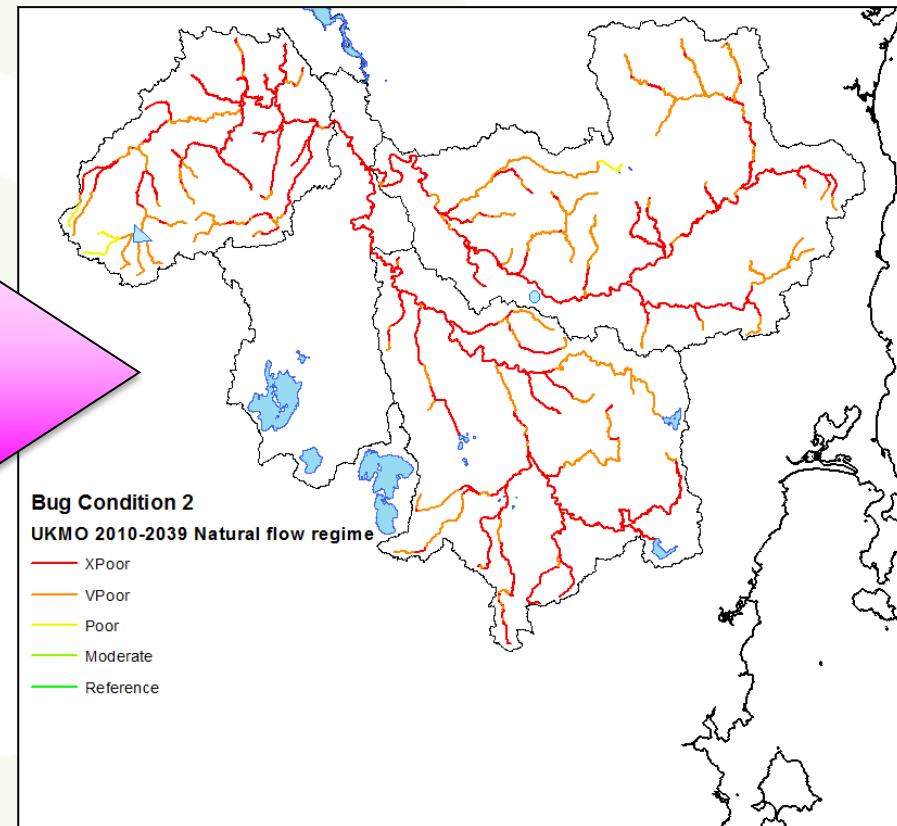 Bug Condition 2
UKMO 2010-2039 Natural flow regime
XPoor
VPoor
Poor
Moderate
Reference